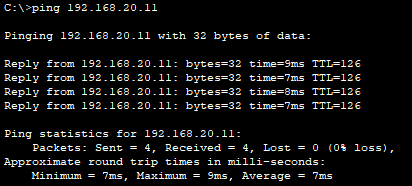 C:\>ping 192.168.20.11
Pinging 192.168.20.11 with 32 bytes of data:
Reply from 192.168.20.11: bytes=32 time=9ms TTL=126
Reply from 192.168.20.11: bytes=32 time=7ms TTL=126
Reply from 192.168.20.11: bytes=32 time=8ms TTL=126
Reply from 192.168.20.11: bytes=32 time=7ms TTL=126
Ping statistics for 192.168.20.11:
    Packets: Sent = 4, Received = 4, Lost = 0 (0% loss),
Approximate round trip times in milli-seconds:
    Minimum = 7ms, Maximum = 9ms, Average = 7ms